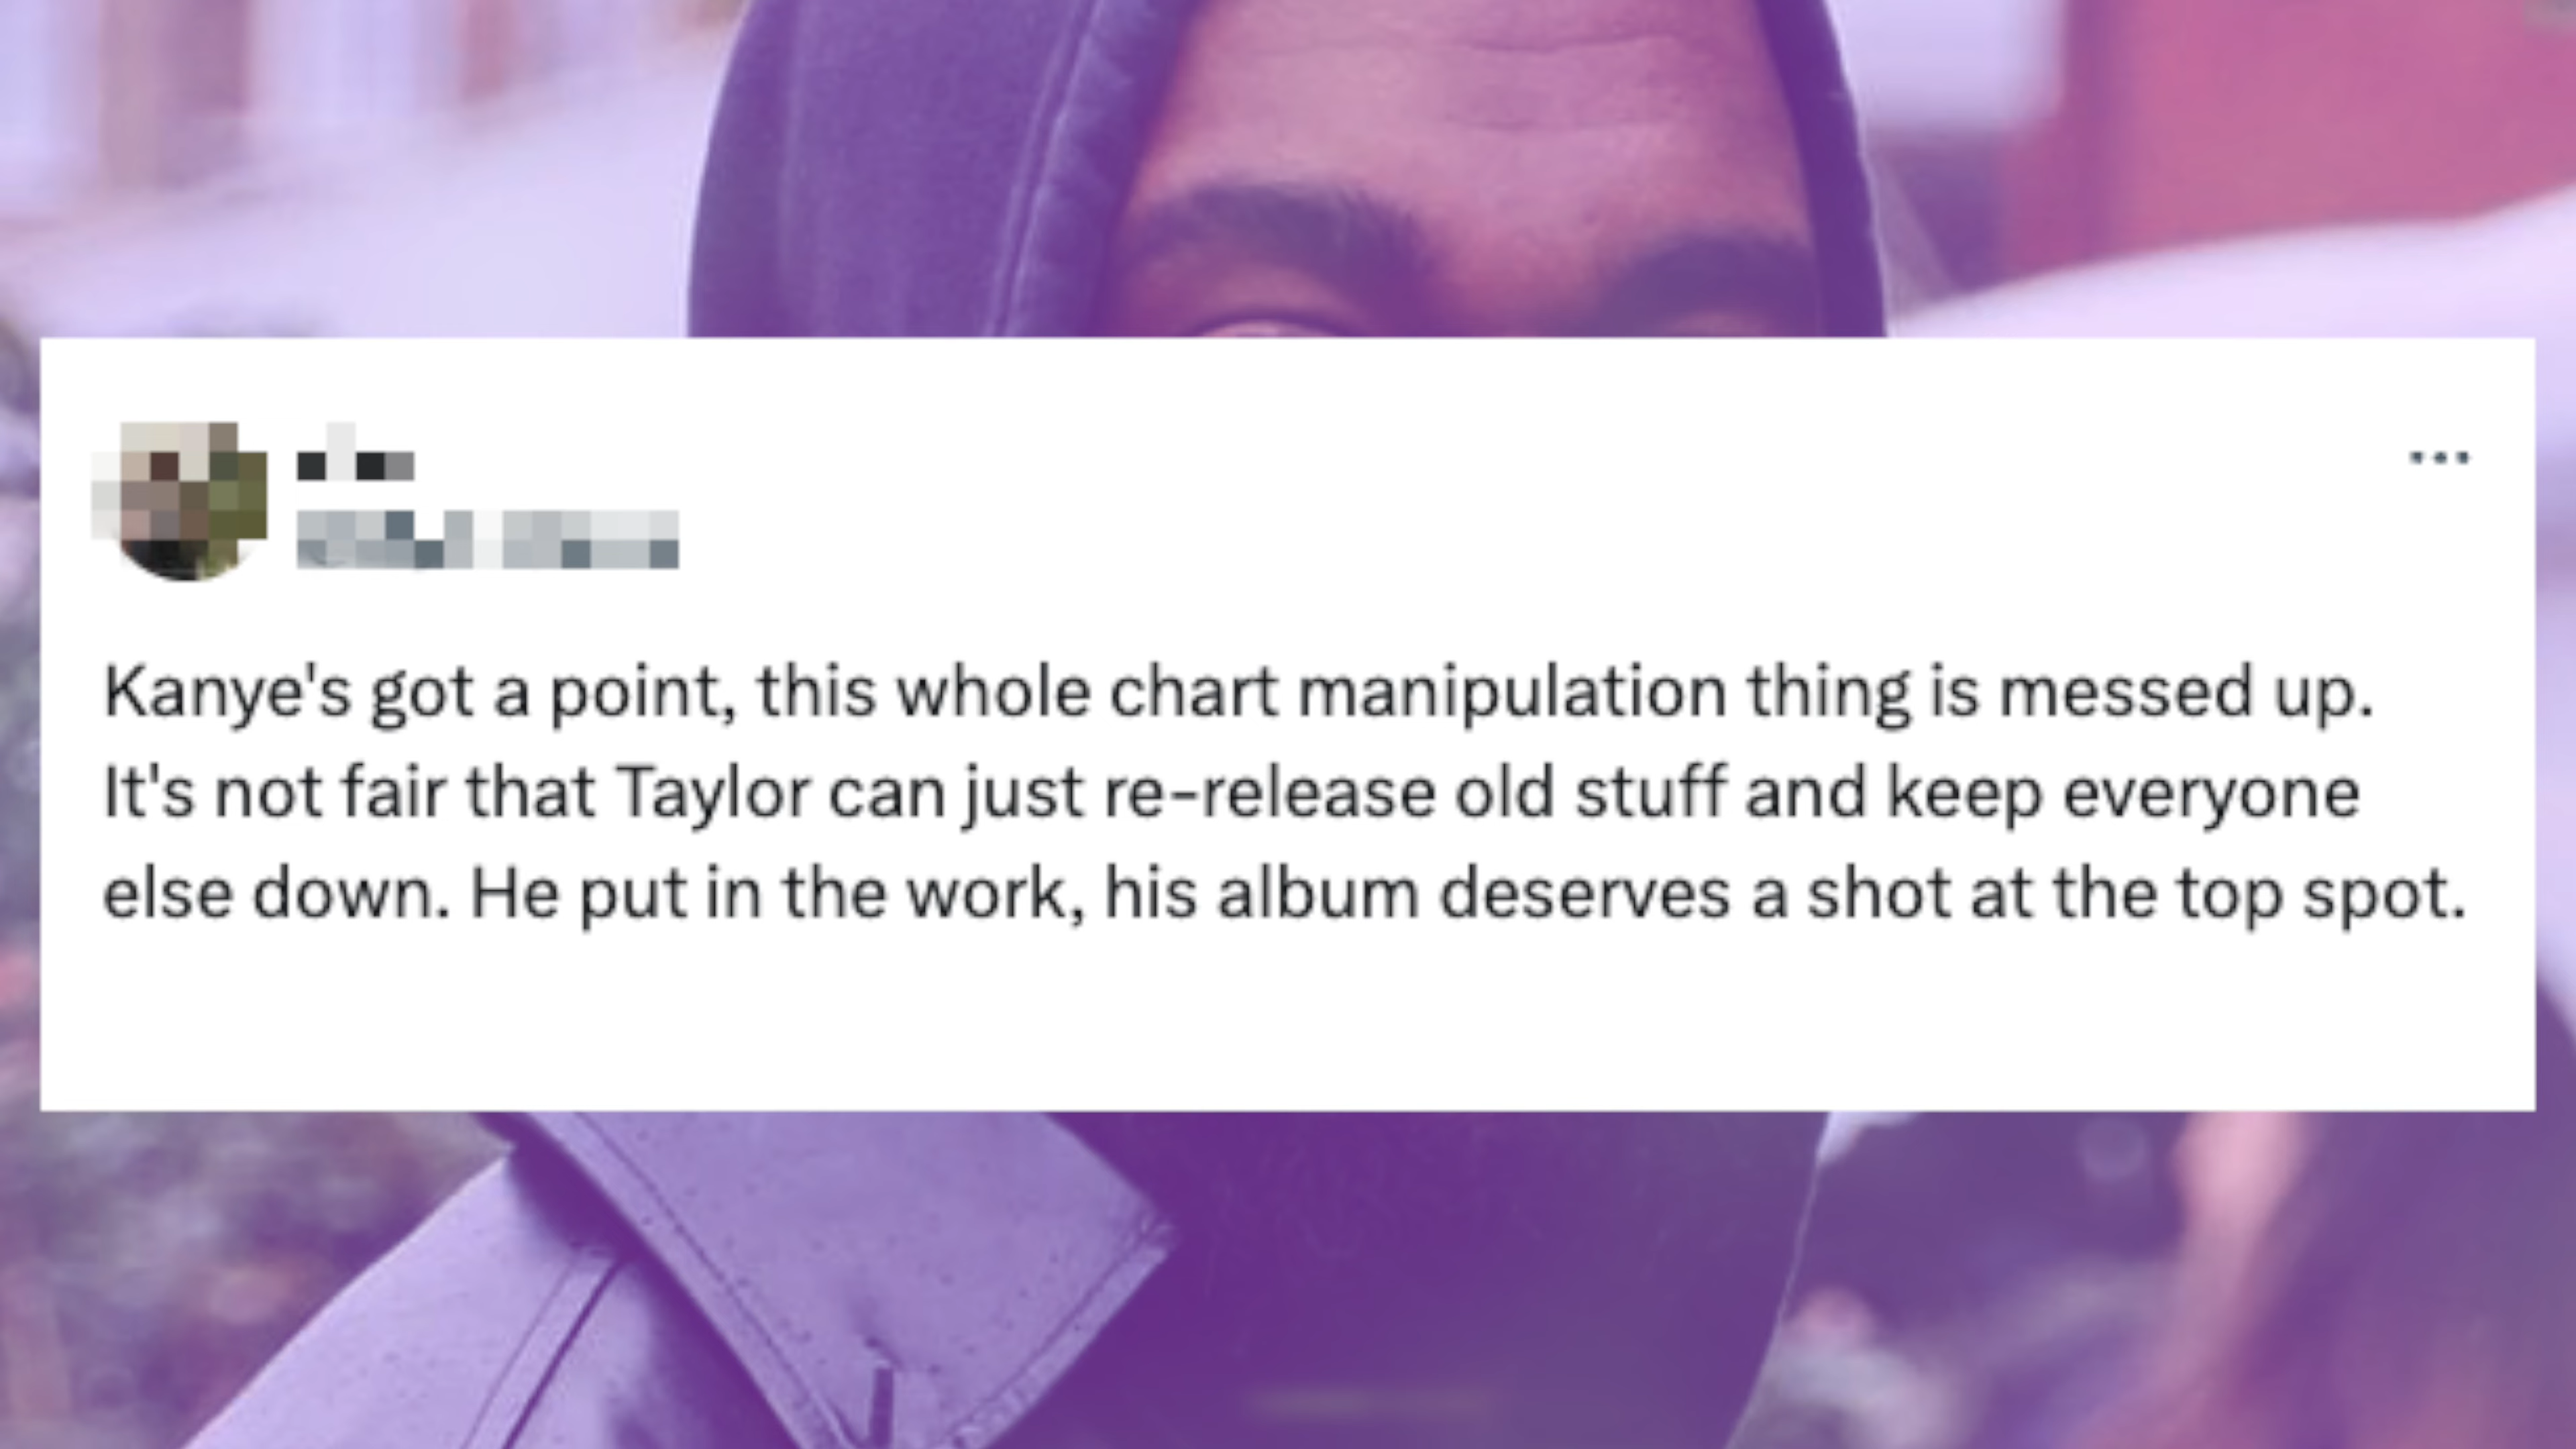 Kanye's got a point, this whole chart manipulation thing is messed up.
It's not fair that Taylor can just re-release old stuff and keep everyone
else down. He put in the work, his album deserves a shot at the top spot.